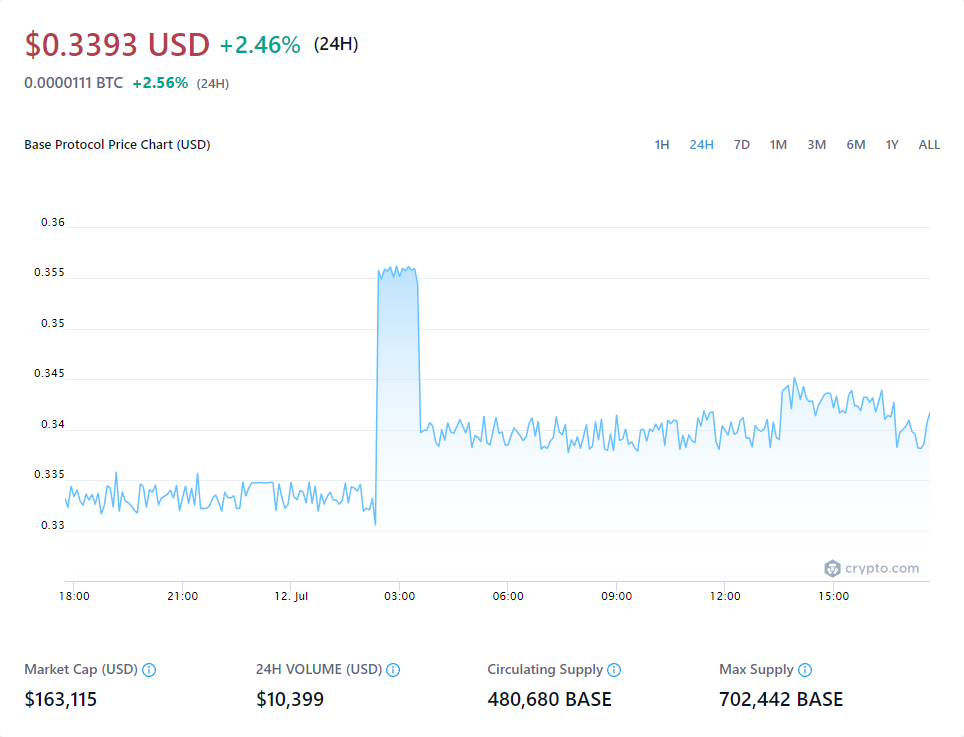 $0.3393 USD +2.46% (24H)
0.0000111 BTC +2.56% (24H)
Base Protocol Price Chart (USD) 1H 24H 7D 1M 3M 6M 1Y ALL
0.36
0.355
0.35
0.345
0.34
0.335
0.33
crypto.com
18:00 21:00 12. Jul 03:00 06:00 09:00 12:00 15:00
Market Cap (USD) 24H VOLUME (USD) Circulating Supply Max Supply
$163,115 $10,399 480,680 BASE 702,442 BASE